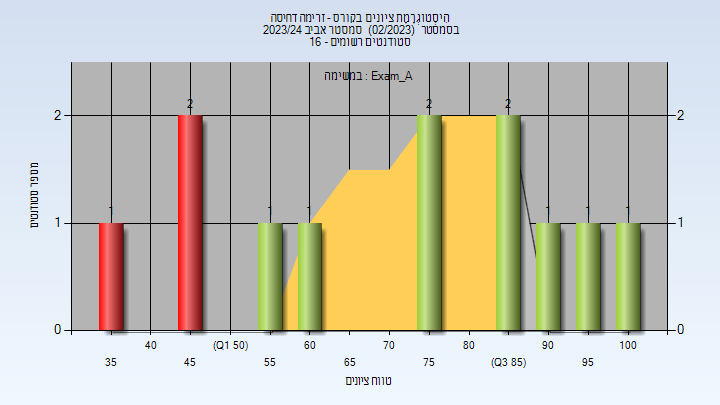 היסטוגרמת ציונים בקורס - זרימה דחיסה
בסמסטר (02/2023) סמסטר אביב 2023/24
סטודנטים רשומים - 16
במשימה : Exam_A
מספר סטודנטים
2 2
1 1
0 0
1 2 1 1 2 2 1 1 1
40 (Q1 50) 60 70 80 90 100
35 45 55 65 75 (Q3 85) 95
טווח ציונים